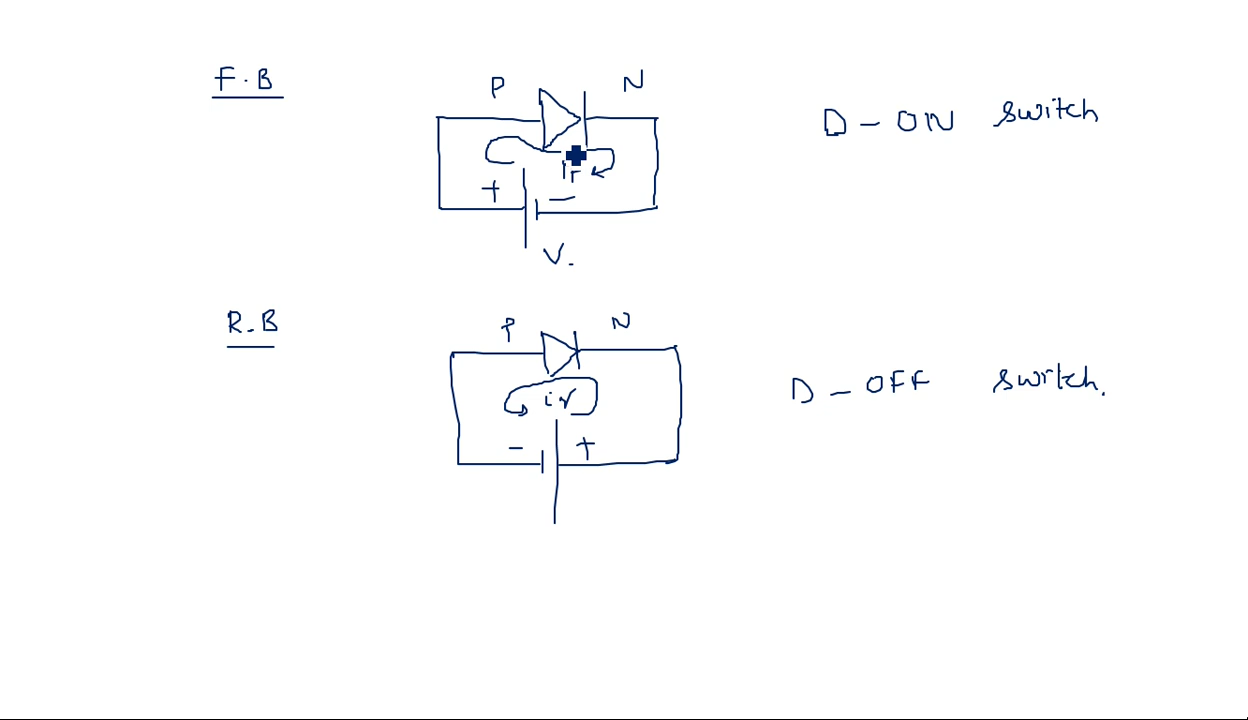 F.B
P N
D - ON switch
+ IF -
V.
R-B
P N
ir
D - OFF switch.
- +